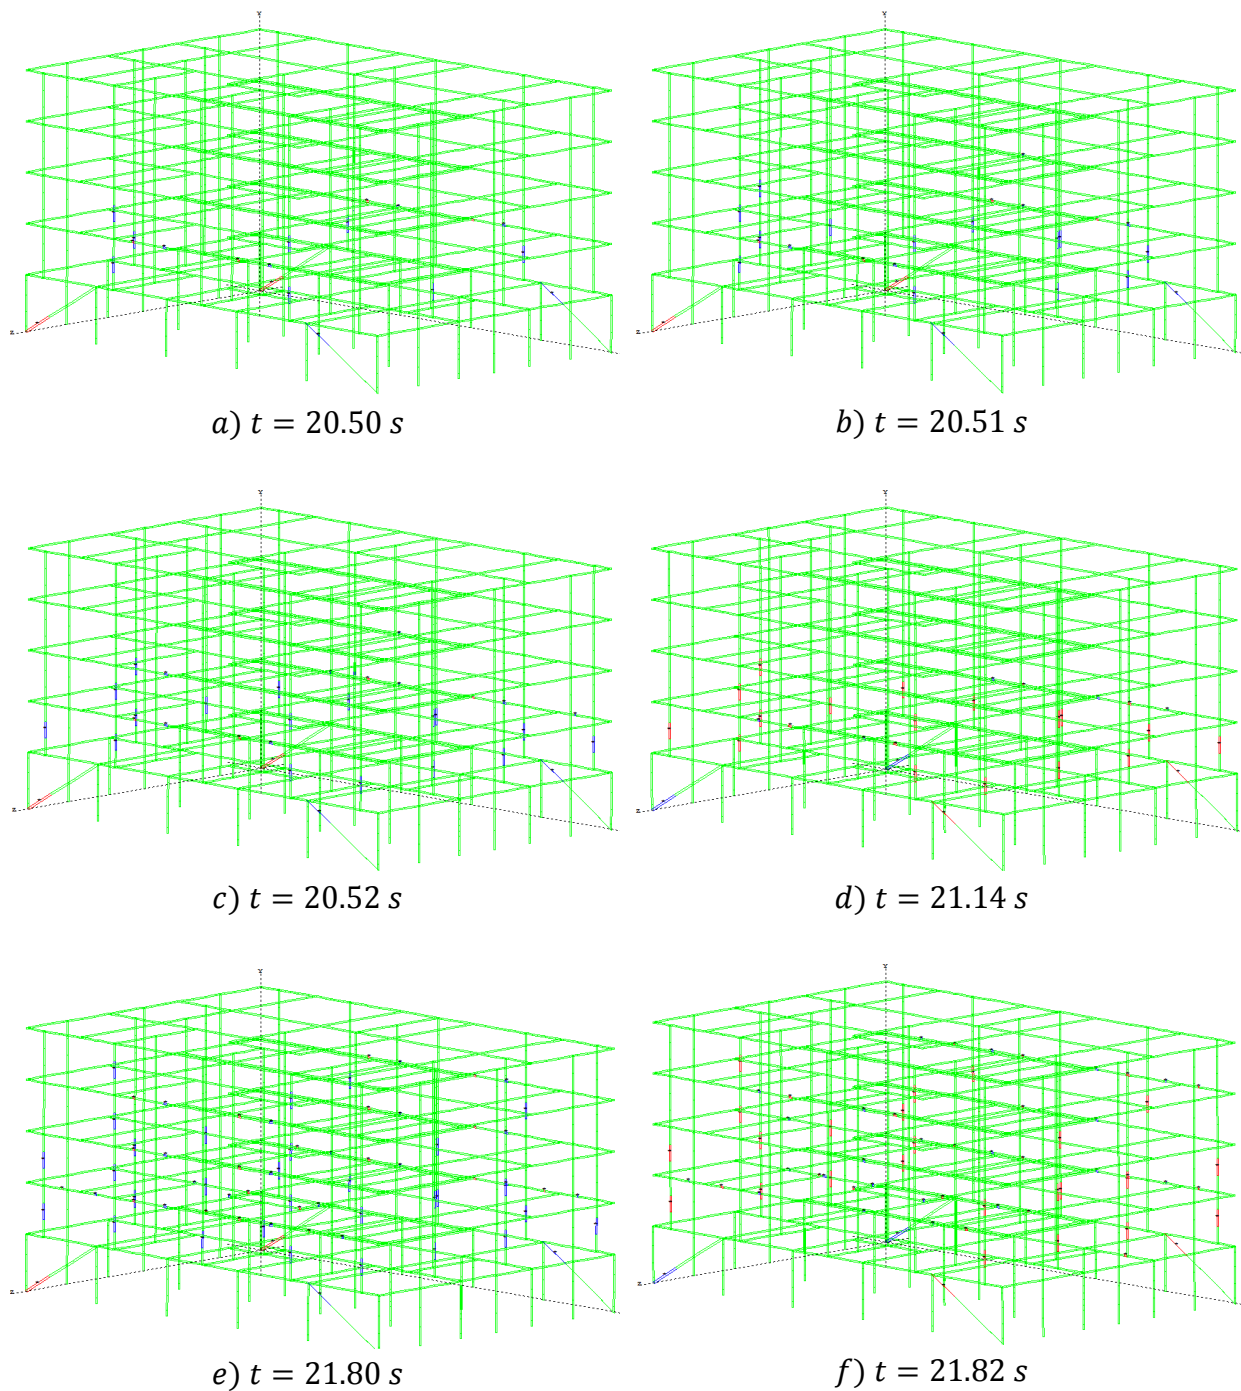 Y
Y
Z
Z
a) t = 20.50 s
b) t = 20.51 s
Y
Y
Z
Z
c) t = 20.52 s
d) t = 21.14 s
Y
Y
Z
Z
e) t = 21.80 s
f) t = 21.82 s